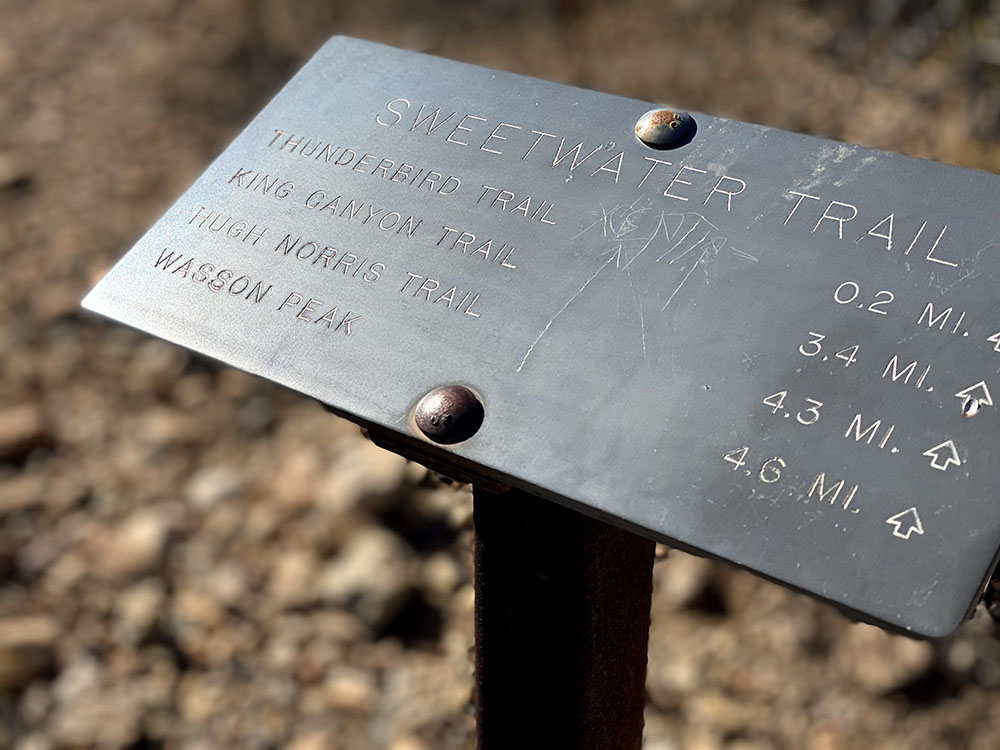 SWEETWATER TRAIL
THUNDERBIRD TRAIL 0.2 MI.
KING CANYON TRAIL 3.4 MI.
HUGH NORRIS TRAIL 4.3 MI.
WASSON PEAK 4.6 MI.